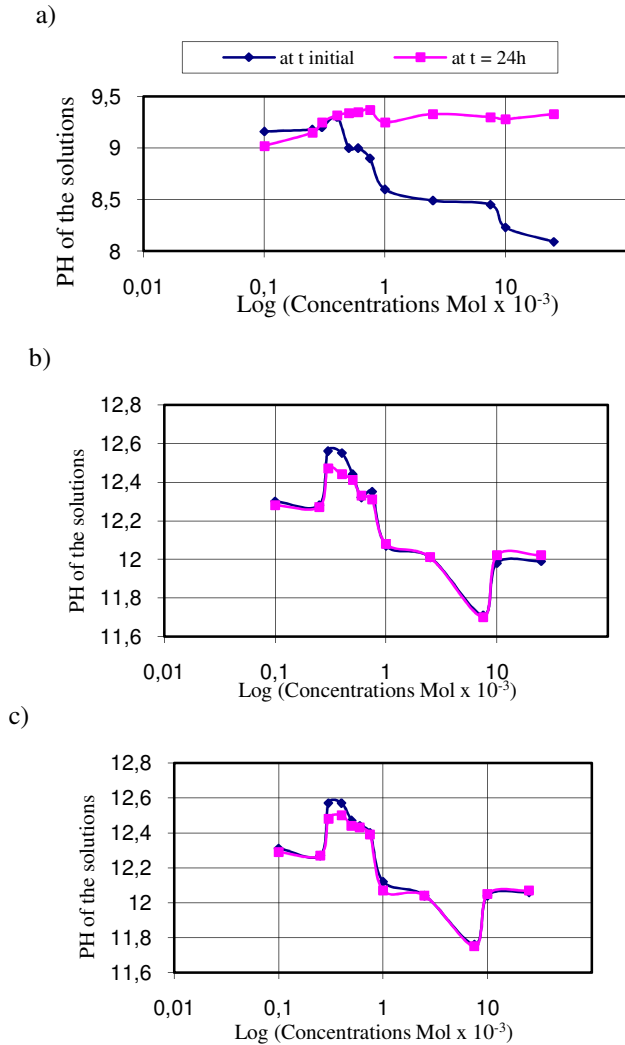 a)
at t initial at t = 24h
PH of the solutions
9,5
9
8,5
8
0,01 0,1 1 10
Log (Concentrations Mol x 10-3)
b)
PH of the solutions
12,8
12,6
12,4
12,2
12
11,8
11,6
0,01 0,1 1 10
Log (Concentrations Mol x 10-3)
c)
PH of the solutions
12,8
12,6
12,4
12,2
12
11,8
11,6
0,01 0,1 1 10
Log (Concentrations Mol x 10-3)